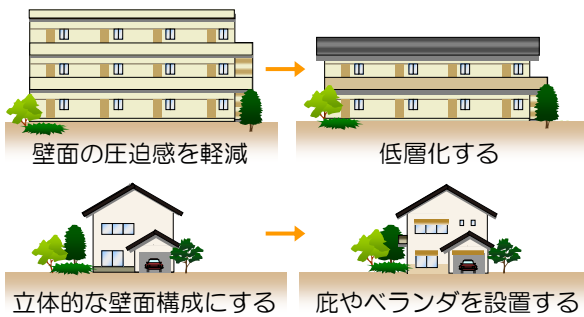 壁面の圧迫感を軽減
低層化する
立体的な壁面構成にする
庇やベランダを設置する